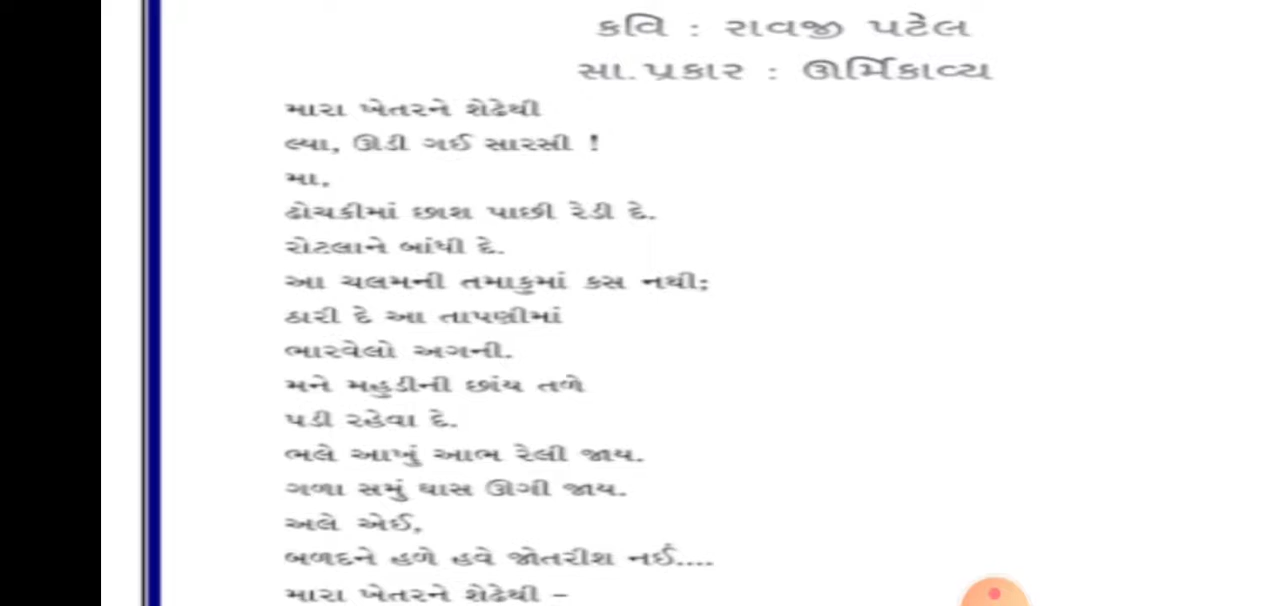 કવિ : રાવજી પટેલ
સા.પ્રકાર : ઊર્મિકાવ્ય
મારા ખેતરને શેઢેથી
લ્યા, ઊડી ગઈ સારસી !
મા,
ઢોચકીમાં છાશ પાછી રેડી દે.
રોટલાને બાંધી દે.
આ ચલમની તમાકુમાં કસ નથી;
ઠારી દે આ તાપણીમાં
ભારવેલો અગની.
મને મહુડીની છાંય તળે
પડી રહેવા દે.
ભલે આખું આભ રેલી જાય.
ગળા સમું ઘાસ ઊગી જાય.
અલે એઈ,
બળદને હળે હવે જોતરીશ નઈં....
મારા ખેતરને શેઢેથી –